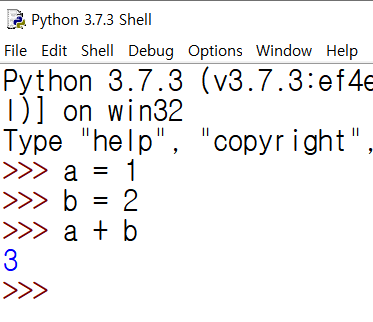 Python 3.7.3 Shell
File Edit Shell Debug Options Window Help
Python 3.7.3 (v3.7.3:ef4e
l)] on win32
Type "help", "copyright",
>>> a = 1
>>> b = 2
>>> a + b
3
>>>